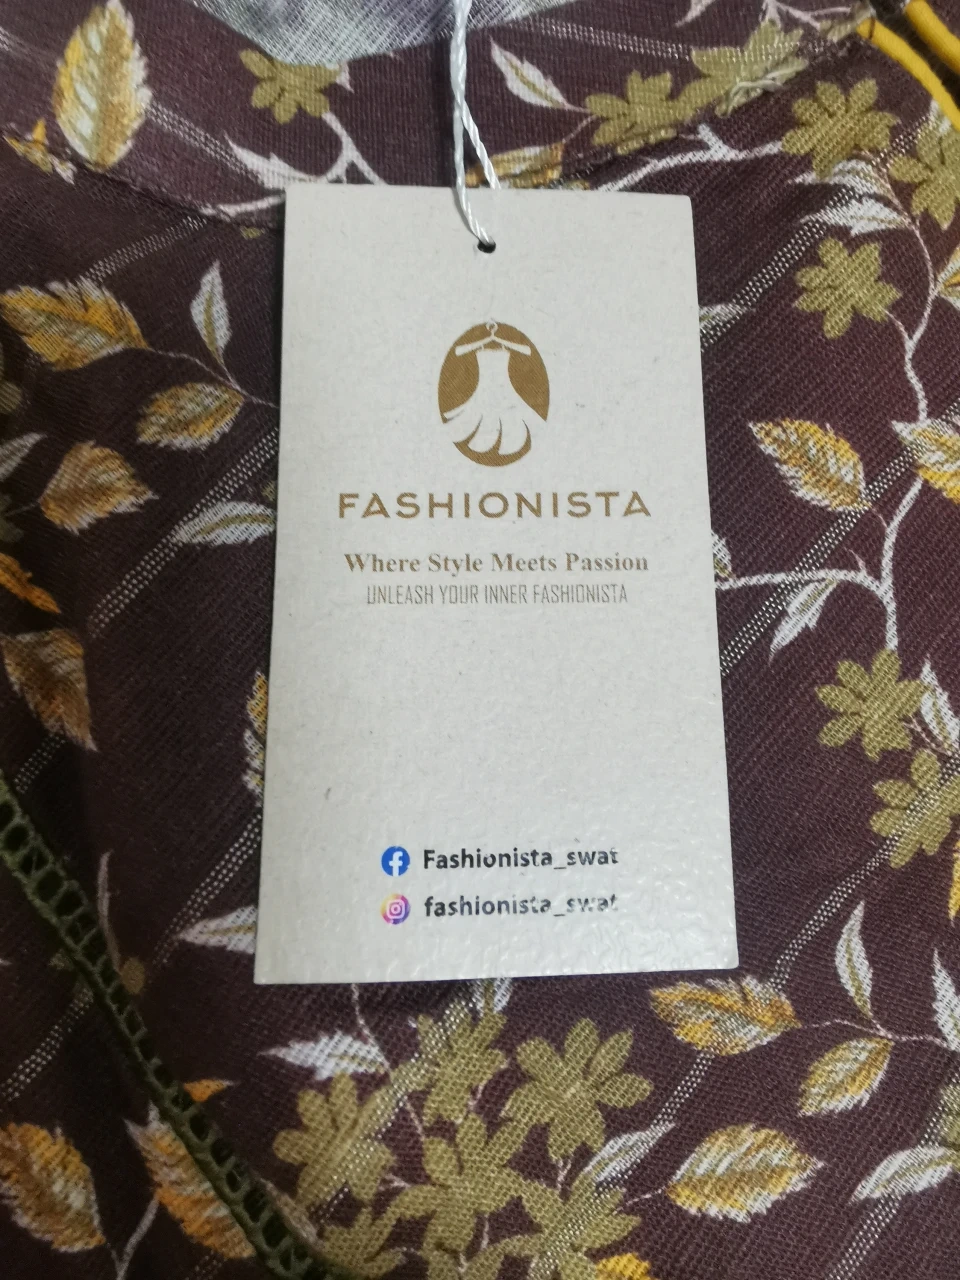 FASHIONISTA
Where Style Meets Passion
UNLEASH YOUR INNER FASHIONISTA
Fashionista_swat
fashionista_swat